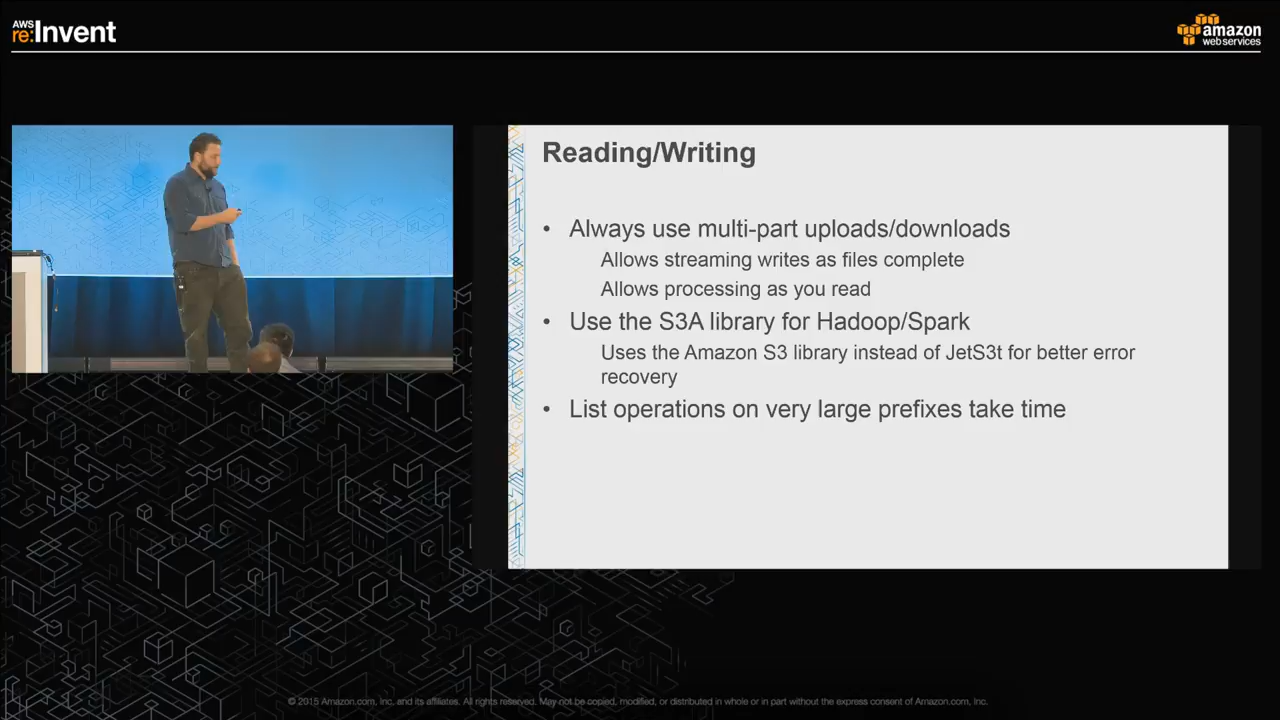 AWS
re:Invent
amazon
web services
Reading/Writing
• Always use multi-part uploads/downloads
Allows streaming writes as files complete
Allows processing as you read
• Use the S3A library for Hadoop/Spark
Uses the Amazon S3 library instead of JetS3t for better error
recovery
• List operations on very large prefixes take time
© 2015 Amazon.com, Inc, and its affiliates. All rights reserved. May not be copied, modified, or distributed in whole or in part without the express consent of Amazon.com, Inc.